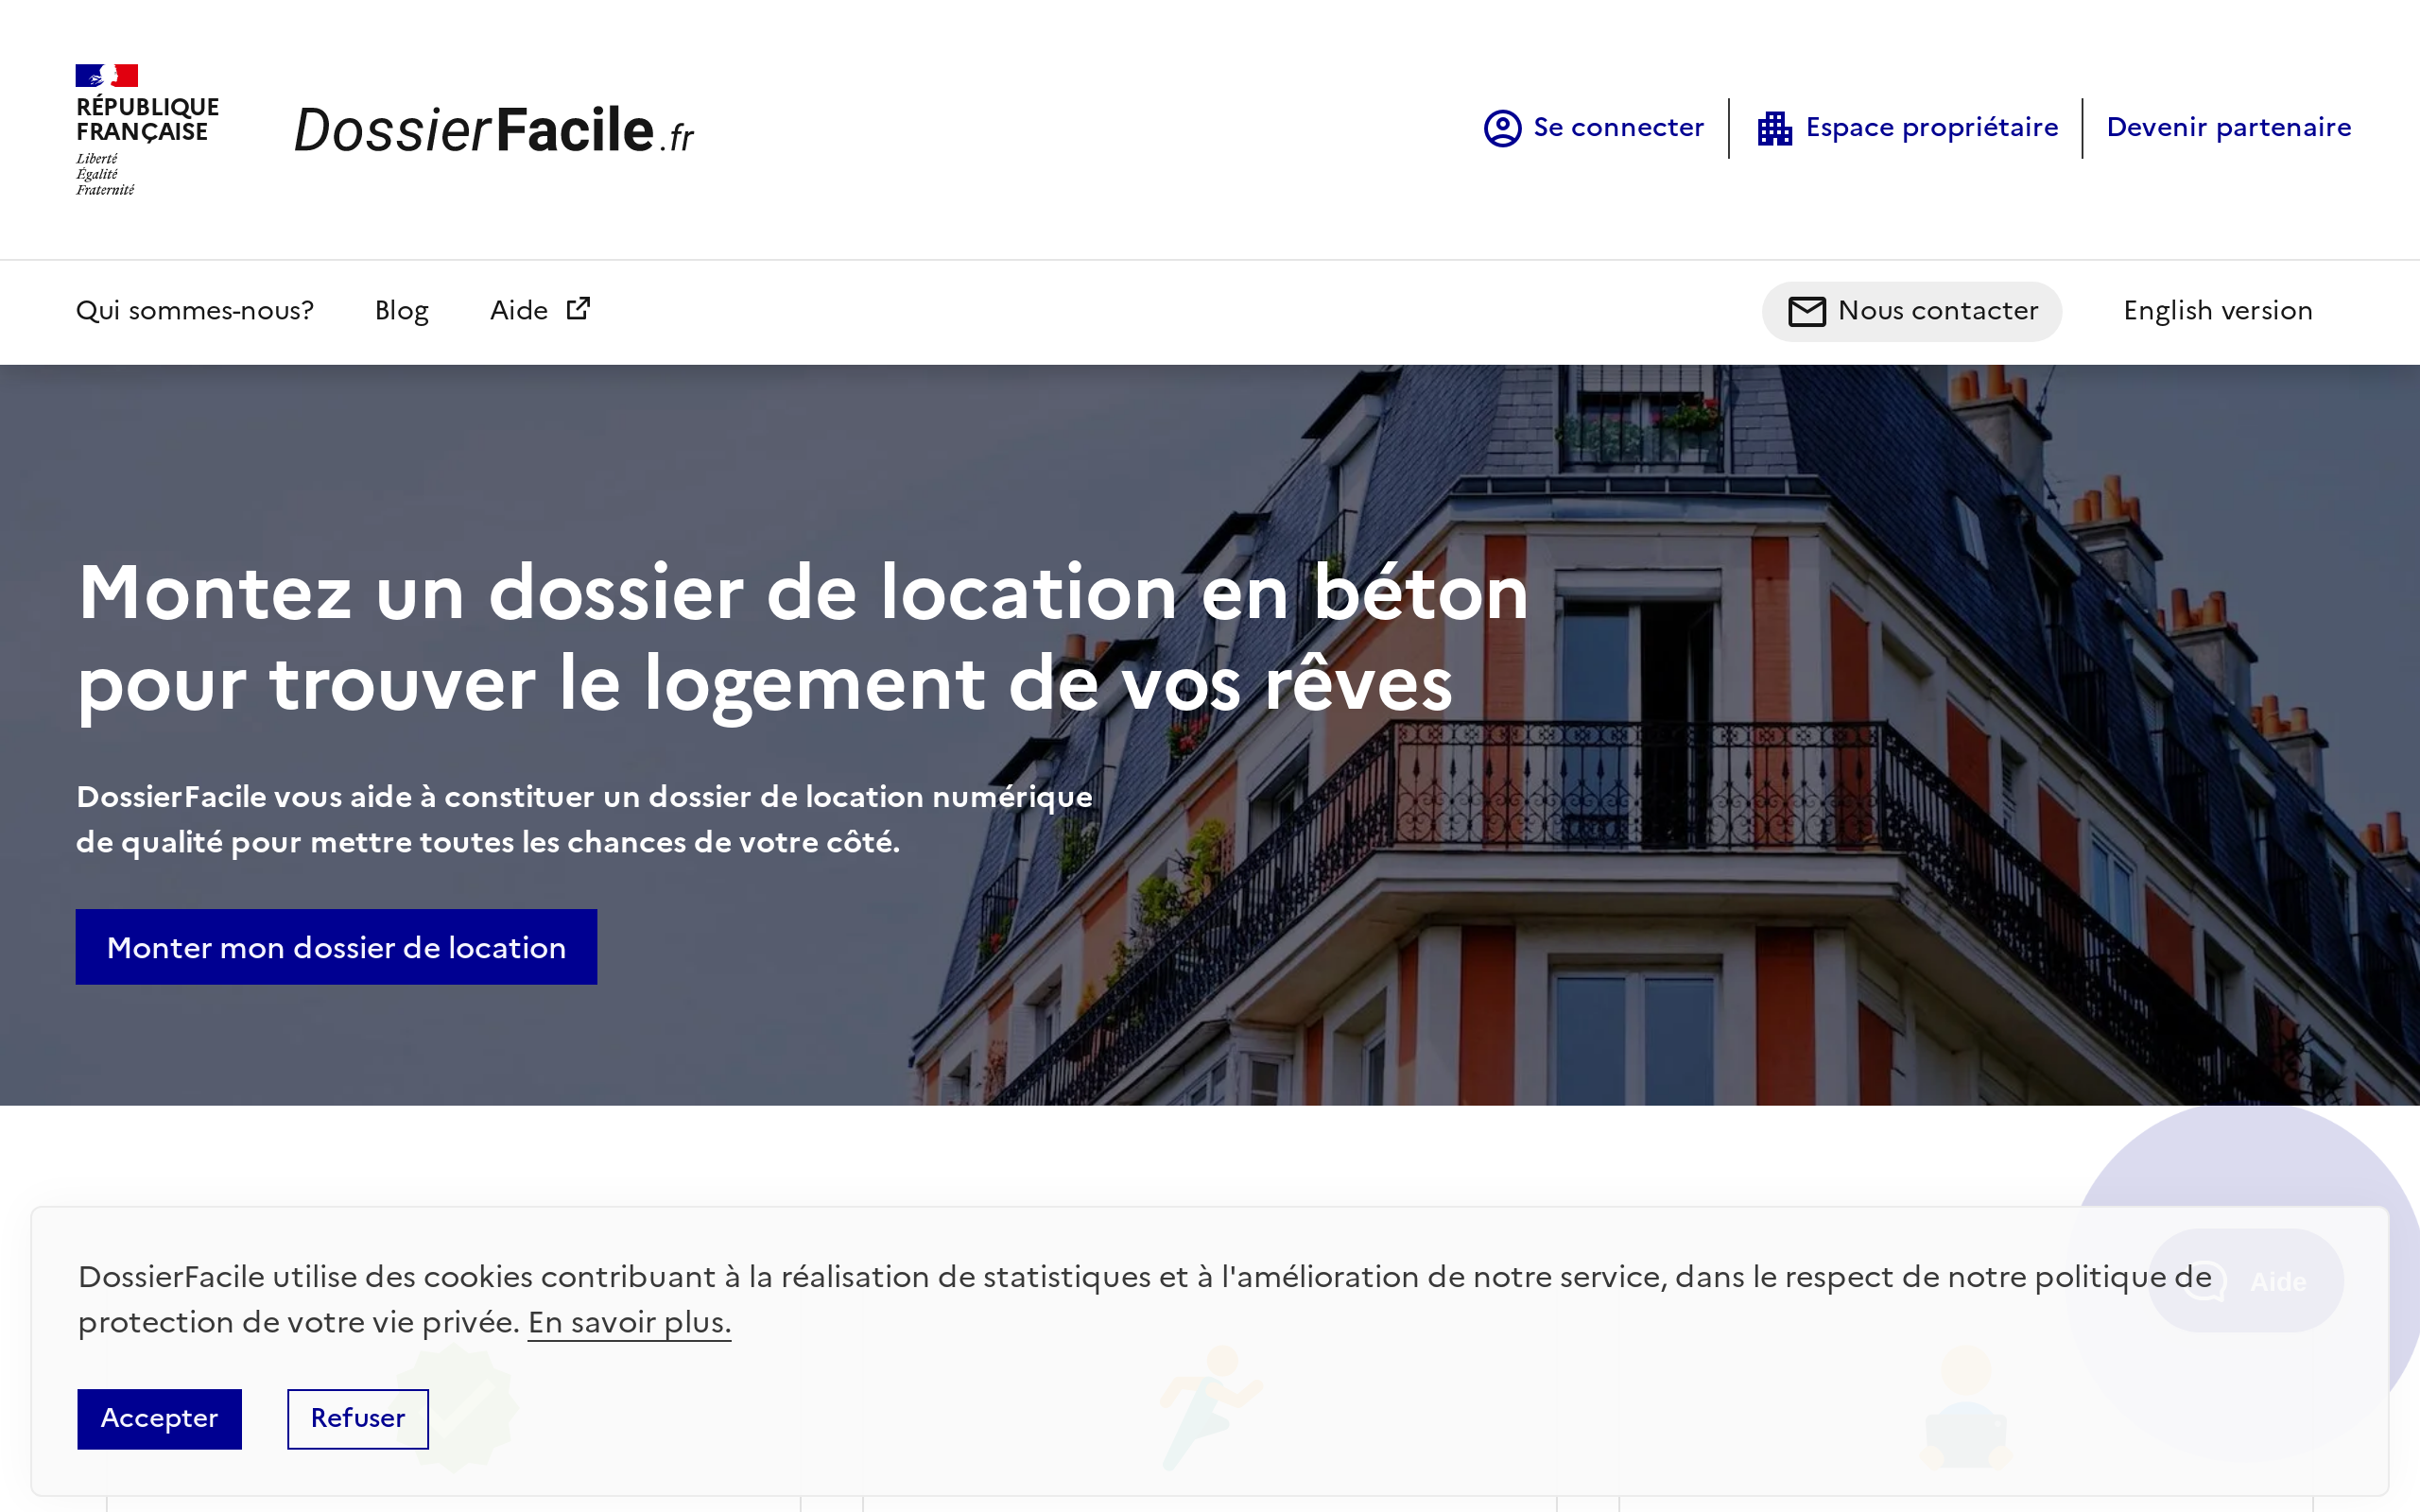 RÉPUBLIQUE
FRANÇAISE
Liberté
Égalité
Fraternité
DossierFacile.fr
Se connecter
Espace propriétaire
Devenir partenaire
Qui sommes-nous?
Blog
Aide
Nous contacter
English version
Montez un dossier de location en béton
pour trouver le logement de vos rêves
DossierFacile vous aide à constituer un dossier de location numérique
de qualité pour mettre toutes les chances de votre côté.
Monter mon dossier de location
DossierFacile utilise des cookies contribuant à la réalisation de statistiques et à l'amélioration de notre service, dans le respect de notre politique de
protection de votre vie privée. En savoir plus.
Aide
Accepter
Refuser